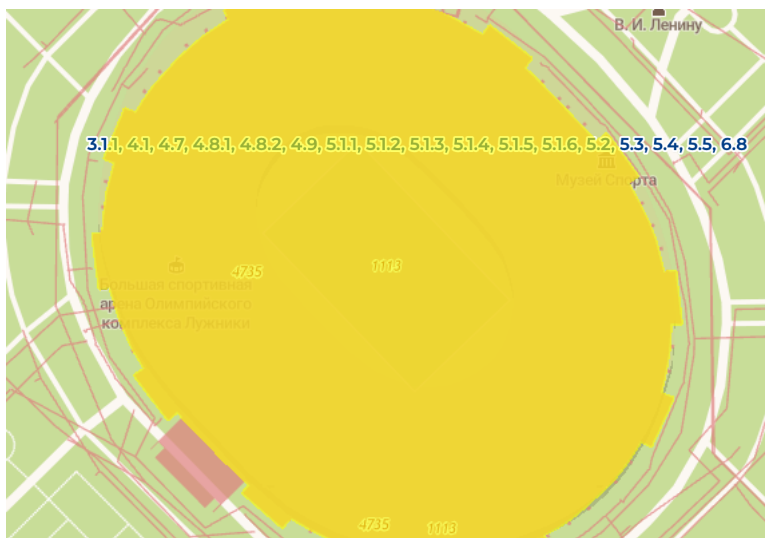 В. И. Ленину
3.1.1, 4.1, 4.7, 4.8.1, 4.8.2, 4.9, 5.1.1, 5.1.2, 5.1.3, 5.1.4, 5.1.5, 5.1.6, 5.2, 5.3, 5.4, 5.5, 6.8
Музей Спорта
4735
1113
Большая спортивная
арена Олимпийского
комплекса Лужники
4735
1113